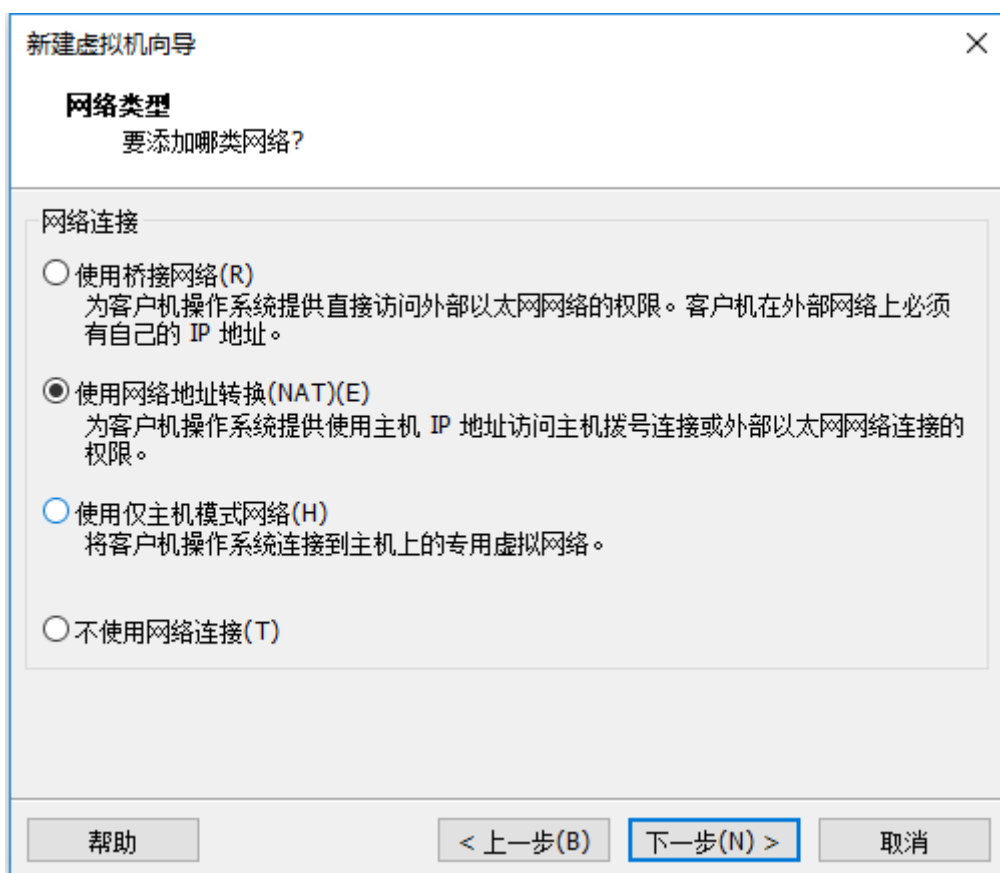 新建虚拟机向导
网络类型
要添加哪类网络?
网络连接
使用桥接网络(R)
为客户机操作系统提供直接访问外部以太网网络的权限。客户机在外部网络上必须
有自己的 IP 地址。
使用网络地址转换(NAT)(E)
为客户机操作系统提供使用主机 IP 地址访问主机拨号连接或外部以太网网络连接的
权限。
使用仅主机模式网络(H)
将客户机操作系统连接到主机上的专用虚拟网络。
不使用网络连接(T)
帮助 < 上一步(B) 下一步(N) > 取消